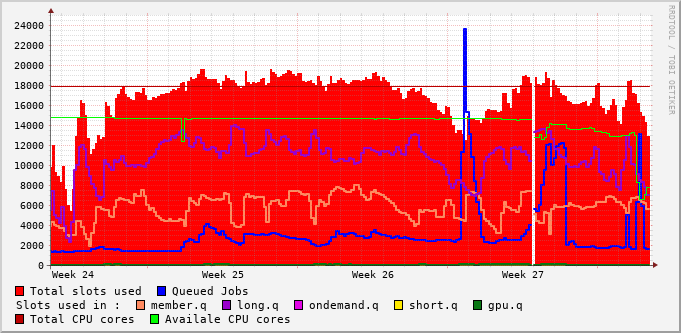 RRDTOOL / TOBI OETIKER
24000
22000
20000
18000
16000
14000
12000
10000
8000
6000
4000
2000
0
Week 24 Week 25 Week 26 Week 27
Total slots used Queued Jobs
Slots used in : member.q long.q ondemand.q short.q gpu.q
Total CPU cores Availale CPU cores